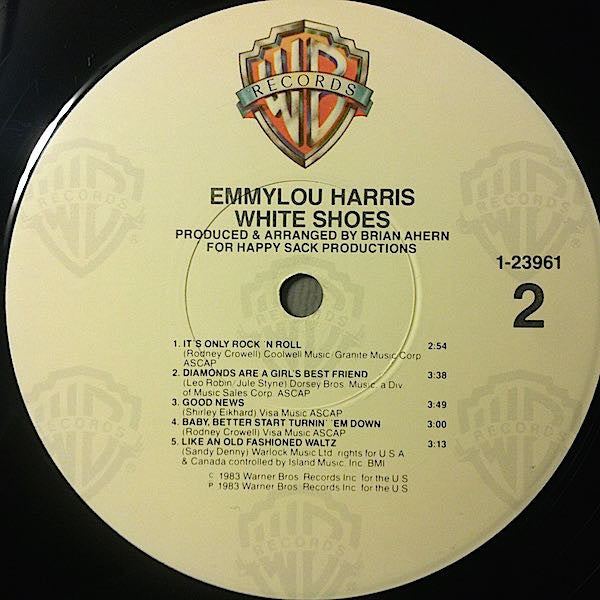 WB
RECORDS
EMMYLOU HARRIS
WHITE SHOES
PRODUCED & ARRANGED BY BRIAN AHERN
FOR HAPPY SACK PRODUCTIONS
1-23961
2
1. IT'S ONLY ROCK 'N ROLL 2:54
(Rodney Crowell) Coolwell Music/Granite Music Corp
ASCAP
2. DIAMONDS ARE A GIRL'S BEST FRIEND 3:38
(Leo Robin/Jule Styne) Dorsey Bros. Music, a Div.
of Music Sales Corp. ASCAP
3. GOOD NEWS 3:49
(Shirley Eikhard) Visa Music ASCAP
4. BABY, BETTER START TURNIN' 'EM DOWN 3:00
(Rodney Crowell) Visa Music ASCAP
5. LIKE AN OLD FASHIONED WALTZ 3:13
(Sandy Denny) Warlock Music Ltd. rights for U.S.A
& Canada controlled by Island Music, Inc. BMI
© 1983 Warner Bros. Records Inc. for the U.S
℗ 1983 Warner Bros. Records Inc. for the U.S